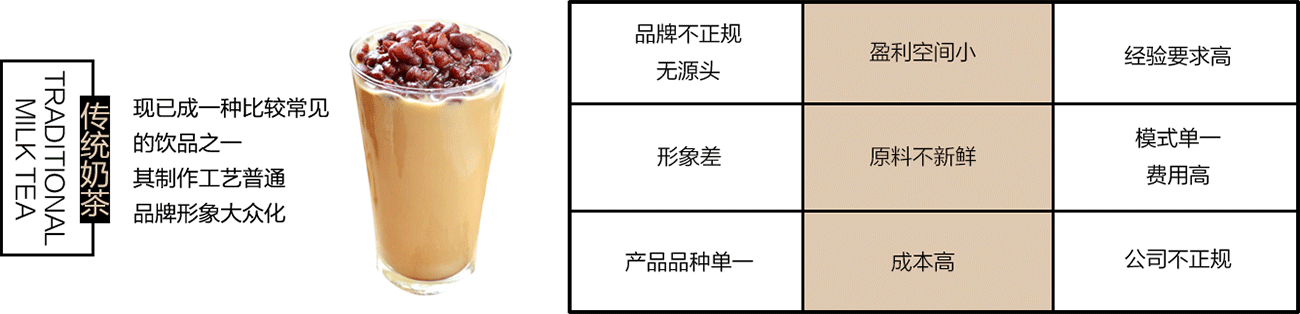 TRADITIONAL
MILK TEA
传统奶茶
现已成一种比较常见
的饮品之一
其制作工艺普通
品牌形象大众化
品牌不正规
无源头
盈利空间小
经验要求高
形象差
原料不新鲜
模式单一
费用高
产品品种单一
成本高
公司不正规